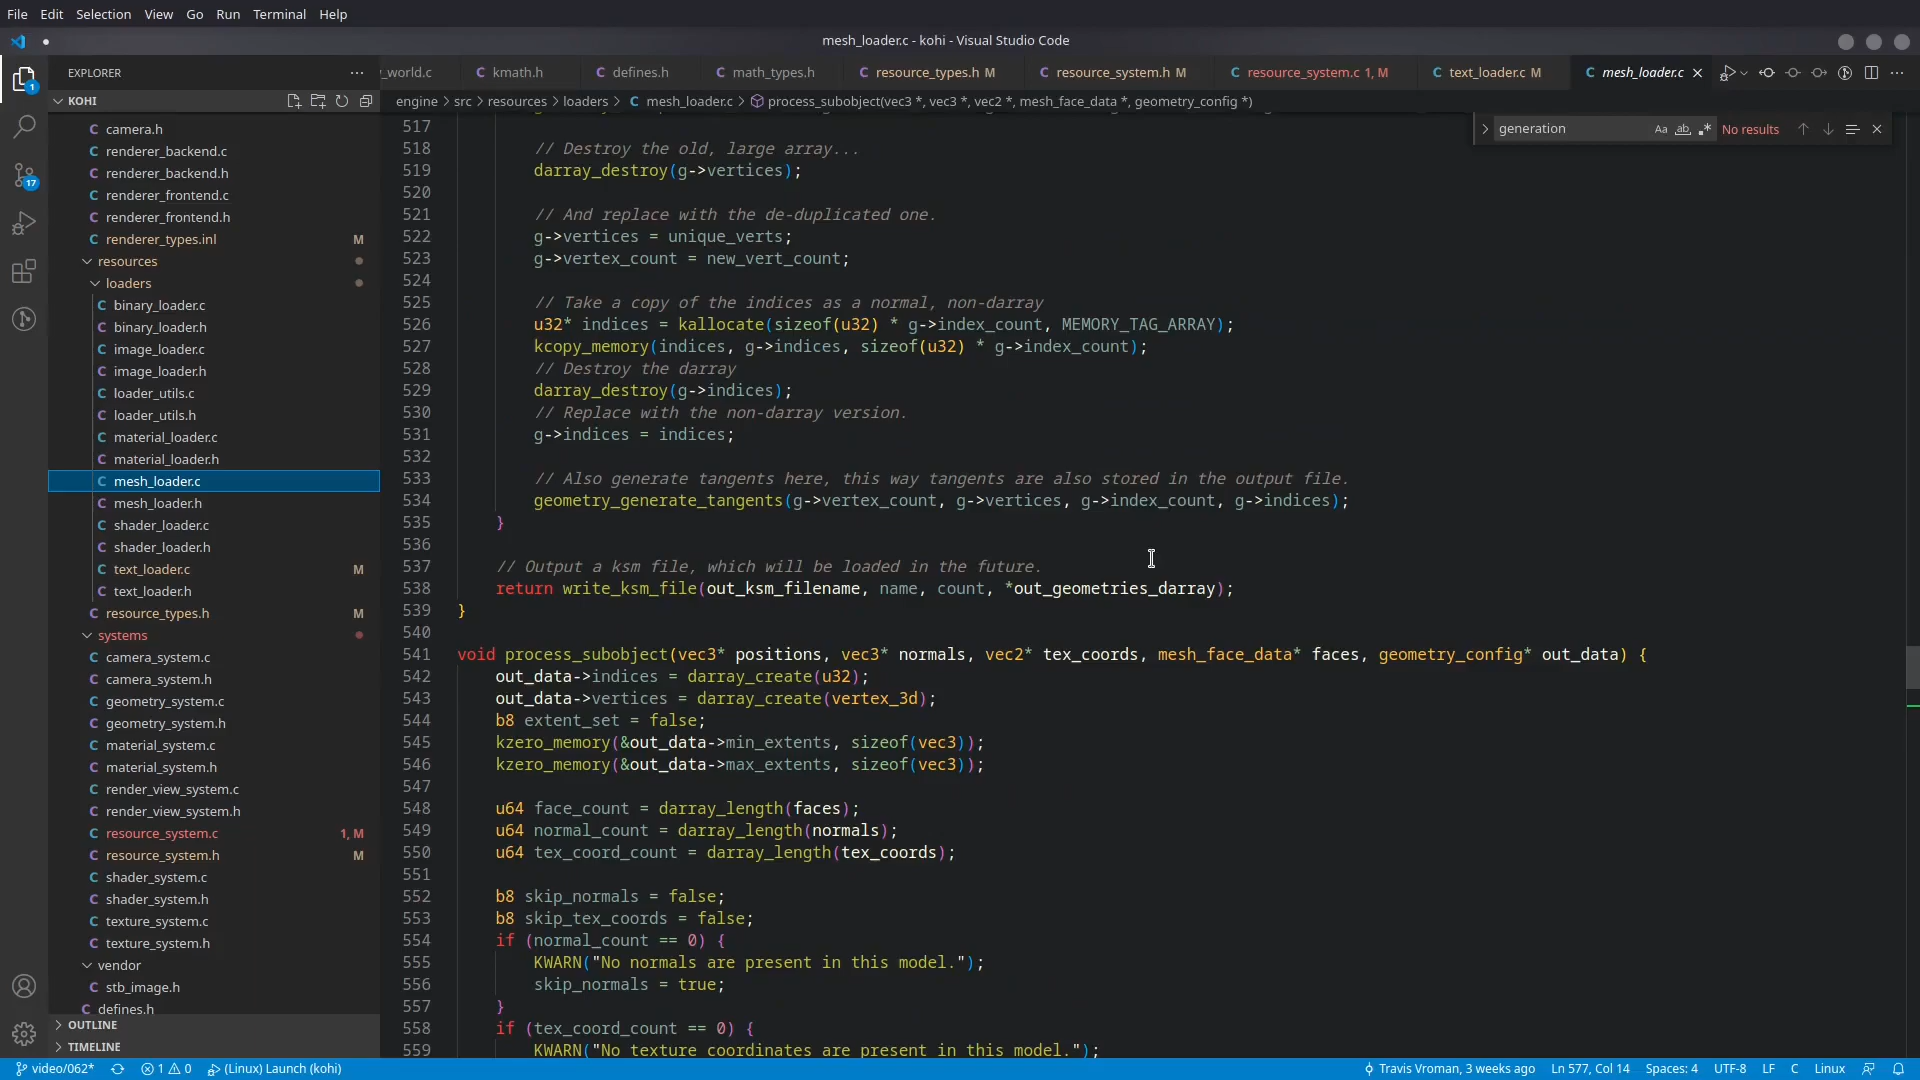 File Edit Selection View Go Run Terminal Help
mesh_loader.c - kohi - Visual Studio Code
EXPLORER
_world.c
kmath.h
defines.h
math_types.h
resource_types.h M
resource_system.h M
resource_system.c 1, M
text_loader.c M
mesh_loader.c
KOHI
engine > src > resources > loaders > C mesh_loader.c > process_subobject(vec3 *, vec3 *, vec2 *, mesh_face_data *, geometry_config *)
generation Aa ab No results
1
17
camera.h
renderer_backend.c
renderer_backend.h
renderer_frontend.c
renderer_frontend.h
renderer_types.inl M
resources
loaders
binary_loader.c
binary_loader.h
image_loader.c
image_loader.h
loader_utils.c
loader_utils.h
material_loader.c
material_loader.h
mesh_loader.c
mesh_loader.h
shader_loader.c
shader_loader.h
text_loader.c M
text_loader.h
resource_types.h M
systems
camera_system.c
camera_system.h
geometry_system.c
geometry_system.h
material_system.c
material_system.h
render_view_system.c
render_view_system.h
resource_system.c 1, M
resource_system.h M
shader_system.c
shader_system.h
texture_system.c
texture_system.h
vendor
stb_image.h
defines.h
OUTLINE
TIMELINE
517
518 // Destroy the old, large array...
519 darray_destroy(g->vertices);
520
521 // And replace with the de-duplicated one.
522 g->vertices = unique_verts;
523 g->vertex_count = new_vert_count;
524
525 // Take a copy of the indices as a normal, non-darray
526 u32* indices = kallocate(sizeof(u32) * g->index_count, MEMORY_TAG_ARRAY);
527 kcopy_memory(indices, g->indices, sizeof(u32) * g->index_count);
528 // Destroy the darray
529 darray_destroy(g->indices);
530 // Replace with the non-darray version.
531 g->indices = indices;
532
533 // Also generate tangents here, this way tangents are also stored in the output file.
534 geometry_generate_tangents(g->vertex_count, g->vertices, g->index_count, g->indices);
535 }
536
537 // Output a ksm file, which will be loaded in the future.
538 return write_ksm_file(out_ksm_filename, name, count, *out_geometries_darray);
539 }
540
541 void process_subobject(vec3* positions, vec3* normals, vec2* tex_coords, mesh_face_data* faces, geometry_config* out_data) {
542 out_data->indices = darray_create(u32);
543 out_data->vertices = darray_create(vertex_3d);
544 b8 extent_set = false;
545 kzero_memory(&out_data->min_extents, sizeof(vec3));
546 kzero_memory(&out_data->max_extents, sizeof(vec3));
547
548 u64 face_count = darray_length(faces);
549 u64 normal_count = darray_length(normals);
550 u64 tex_coord_count = darray_length(tex_coords);
551
552 b8 skip_normals = false;
553 b8 skip_tex_coords = false;
554 if (normal_count == 0) {
555 KWARN("No normals are present in this model.");
556 skip_normals = true;
557 }
558 if (tex_coord_count == 0) {
559 KWARN("No texture coordinates are present in this model.");
video/062* 1 0 (Linux) Launch (kohi) Travis Vroman, 3 weeks ago Ln 577, Col 14 Spaces: 4 UTF-8 LF C Linux